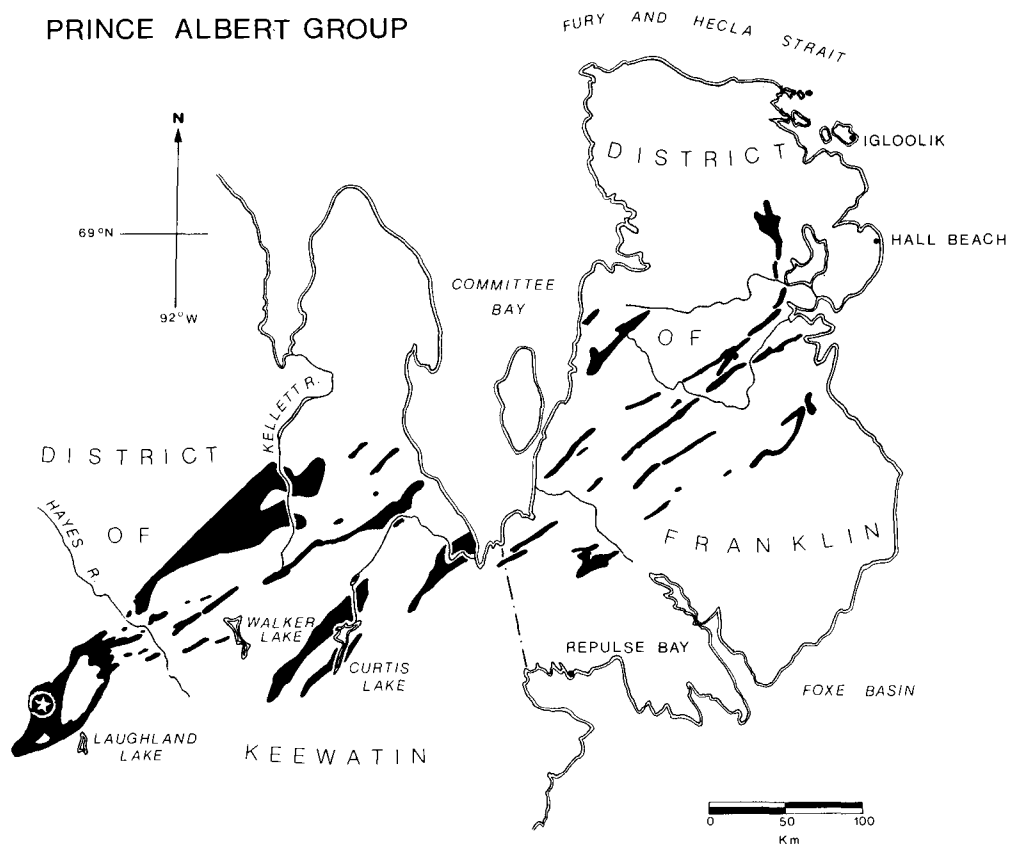 PRINCE ALBERT GROUP
FURY AND HECLA STRAIT
N
69°N
92°W
DISTRICT
IGLOOLIK
HALL BEACH
COMMITTEE
BAY
OF
KELLETT R.
DISTRICT
OF
HAYES R.
FRANKLIN
WALKER
LAKE
CURTIS
LAKE
REPULSE BAY
FOXE BASIN
LAUGHLAND
LAKE
KEEWATIN
0 50 100
Km